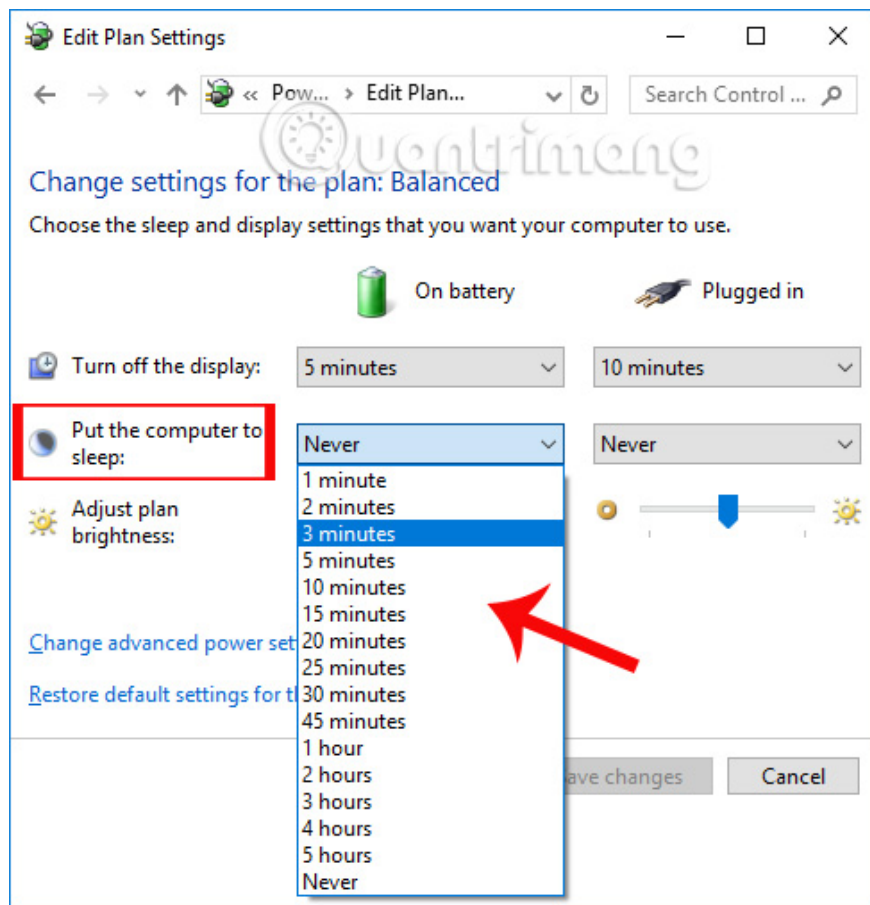 Edit Plan Settings
« Pow... › Edit Plan...
Search Control ...
Quantrimang
Change settings for the plan: Balanced
Choose the sleep and display settings that you want your computer to use.
On battery
Plugged in
Turn off the display:
5 minutes
10 minutes
Put the computer to
sleep:
Never
Never
1 minute
2 minutes
3 minutes
5 minutes
10 minutes
15 minutes
20 minutes
25 minutes
30 minutes
45 minutes
1 hour
2 hours
3 hours
4 hours
5 hours
Never
Adjust plan
brightness:
Change advanced power set
Restore default settings for t
ave changes
Cancel